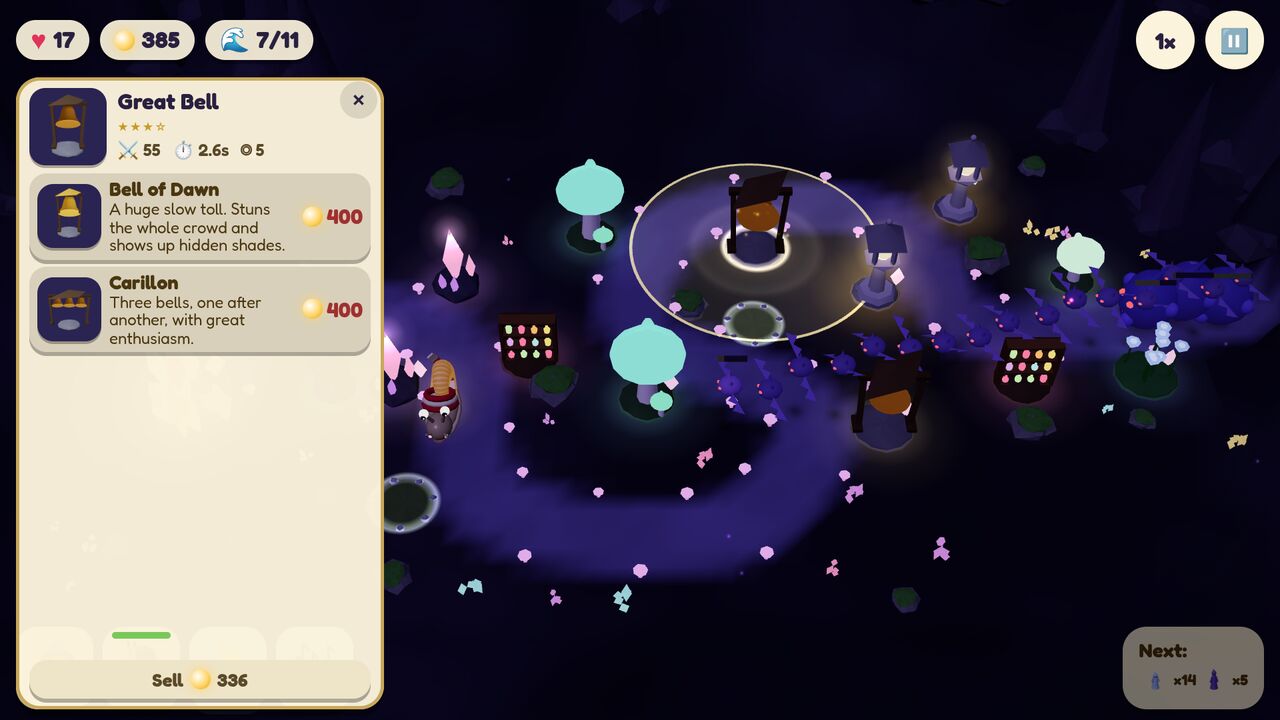 17
385
7/11
1x
Great Bell
55
2.6s
5
Bell of Dawn
A huge slow toll. Stuns
the whole crowd and
shows up hidden shades.
400
Carillon
Three bells, one after
another, with great
enthusiasm.
400
Sell 336
Next:
x14 x5